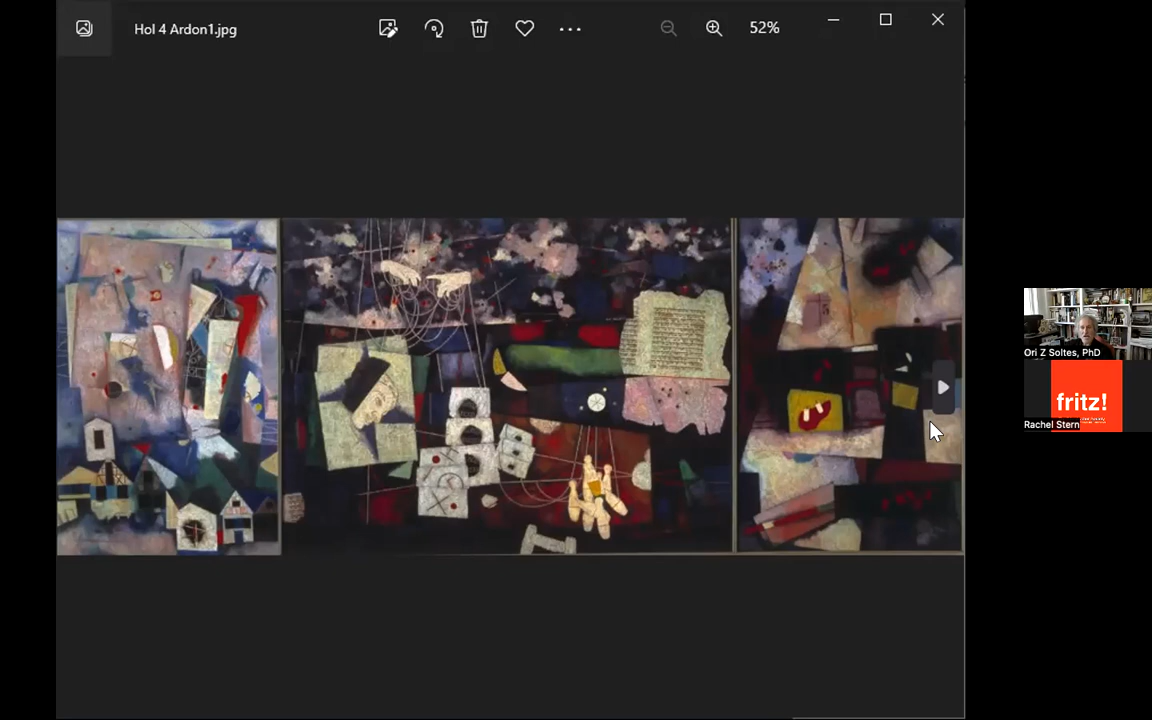 Hol 4 Ardon1.jpg
52%
Ori Z Soltes, PhD
fritz!
Rachel Stern